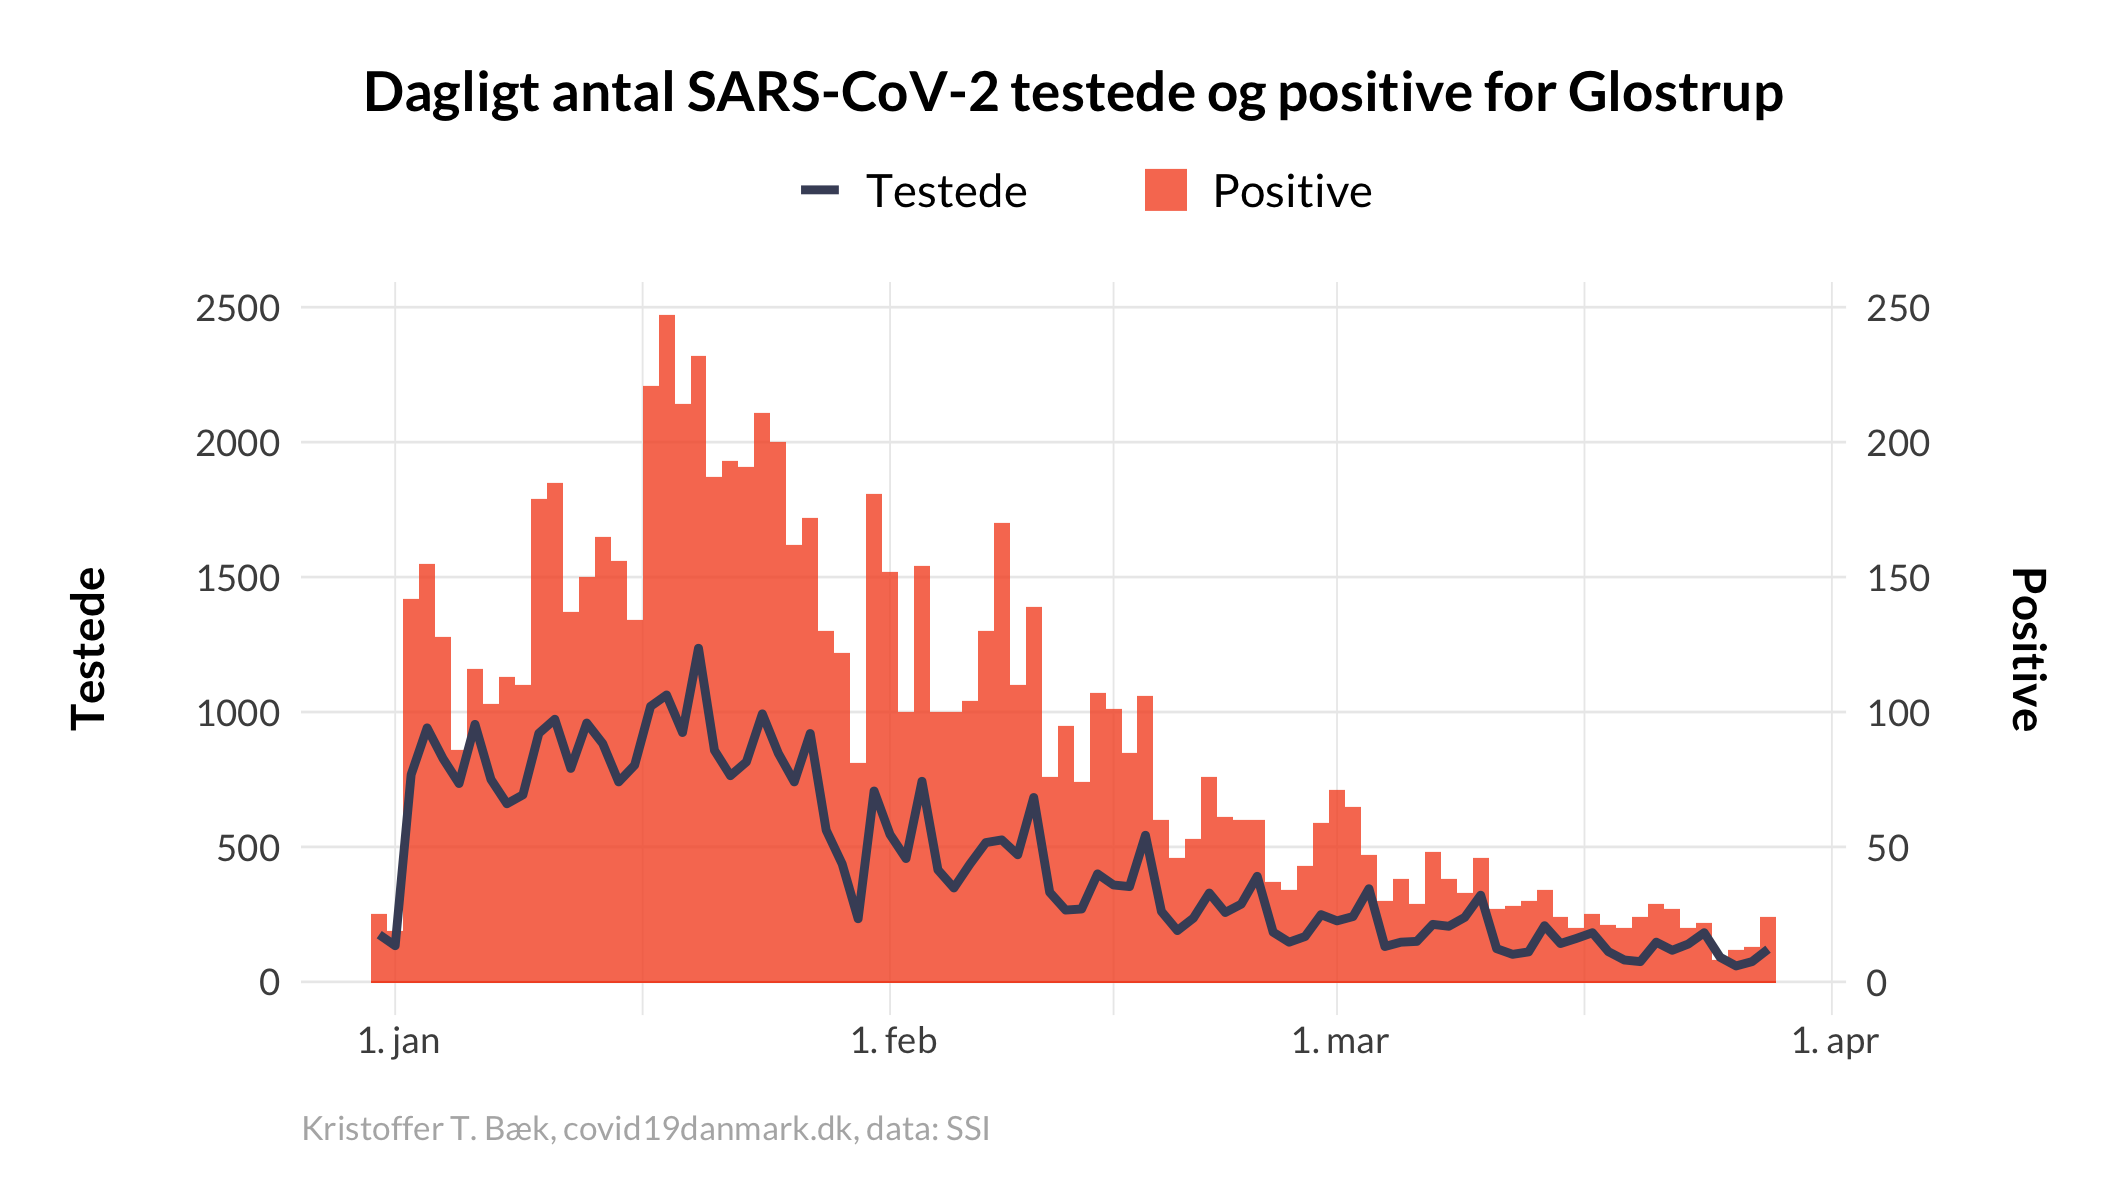 Dagligt antal SARS-CoV-2 testede og positive for Glostrup
Testede Positive
2500 250
2000 200
1500 150
1000 100
500 50
0 0
Testede
Positive
1. jan 1. feb 1. mar 1. apr
Kristoffer T. Bæk, covid19danmark.dk, data: SSI